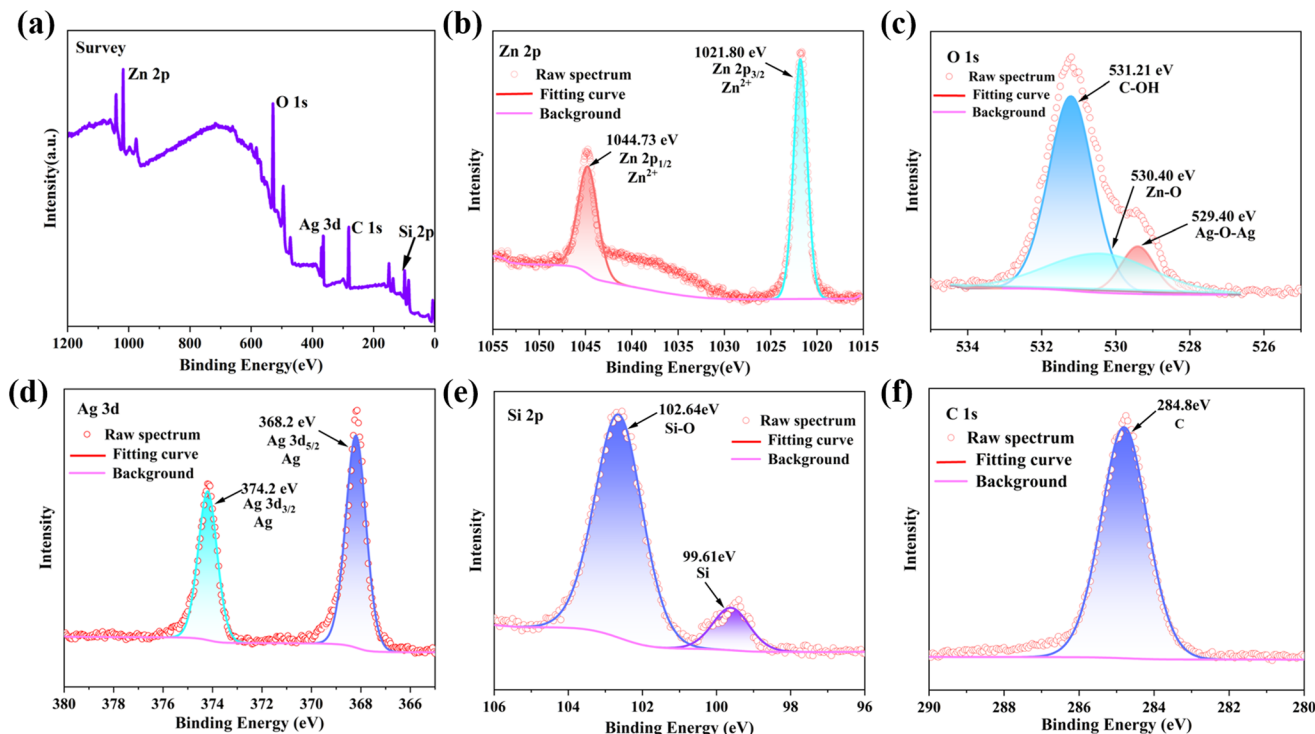 (a)
Survey
Zn 2p
O 1s
Ag 3d
C 1s
Si 2p
Intensity(a.u.)
1200 1000 800 600 400 200 0
Binding Energy(eV)
(b)
Zn 2p
Raw spectrum
Fitting curve
Background
1044.73 eV
Zn 2p1/2
Zn2+
1021.80 eV
Zn 2p3/2
Zn2+
Intensity
1055 1050 1045 1040 1035 1030 1025 1020 1015
Binding Energy(eV)
(c)
O 1s
Raw spectrum
Fitting curve
Background
531.21 eV
C-OH
530.40 eV
Zn-O
529.40 eV
Ag-O-Ag
Intensity
534 532 530 528 526
Binding Energy(eV)
(d)
Ag 3d
Raw spectrum
Fitting curve
Background
368.2 eV
Ag 3d5/2
Ag
374.2 eV
Ag 3d3/2
Ag
Intensity
380 378 376 374 372 370 368 366
Binding Energy (eV)
(e)
Si 2p
102.64eV
Si-O
99.61eV
Si
Raw spectrum
Fitting curve
Background
Intensity
106 104 102 100 98 96
Binding Energy (eV)
(f)
C 1s
Raw spectrum
Fitting curve
Background
284.8eV
C
Intensity
290 288 286 284 282 280
Binding Energy (eV)